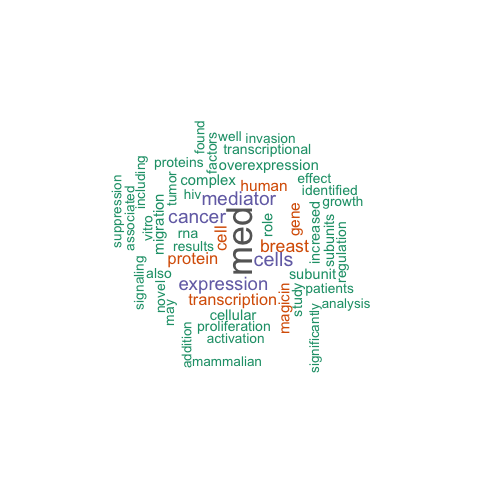 found
well
invasion
factors
transcriptional
proteins
overexpression
including
tumor
complex
human
effect
identified
suppression
associated
hiv
mediator
growth
vitro
migration
cancer
med
role
gene
increased
subunits
rna
cell
results
breast
regulation
protein
cells
signaling
also
subunit
novel
expression
study
patients
may
transcription
magicin
analysis
cellular
proliferation
significantly
addition
activation
mammalian